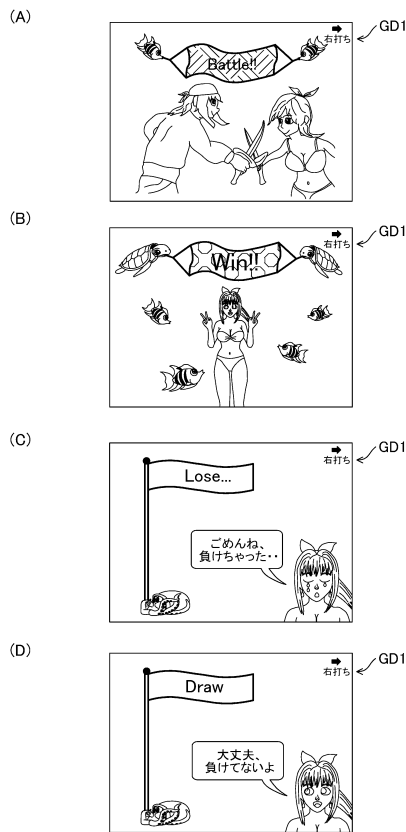 (A)
GD1
右打ち
Battle!!
(B)
GD1
右打ち
Win!!
(C)
GD1
右打ち
Lose...
ごめんね、
負けちゃった・・
(D)
GD1
右打ち
Draw
大丈夫、
負けてないよ